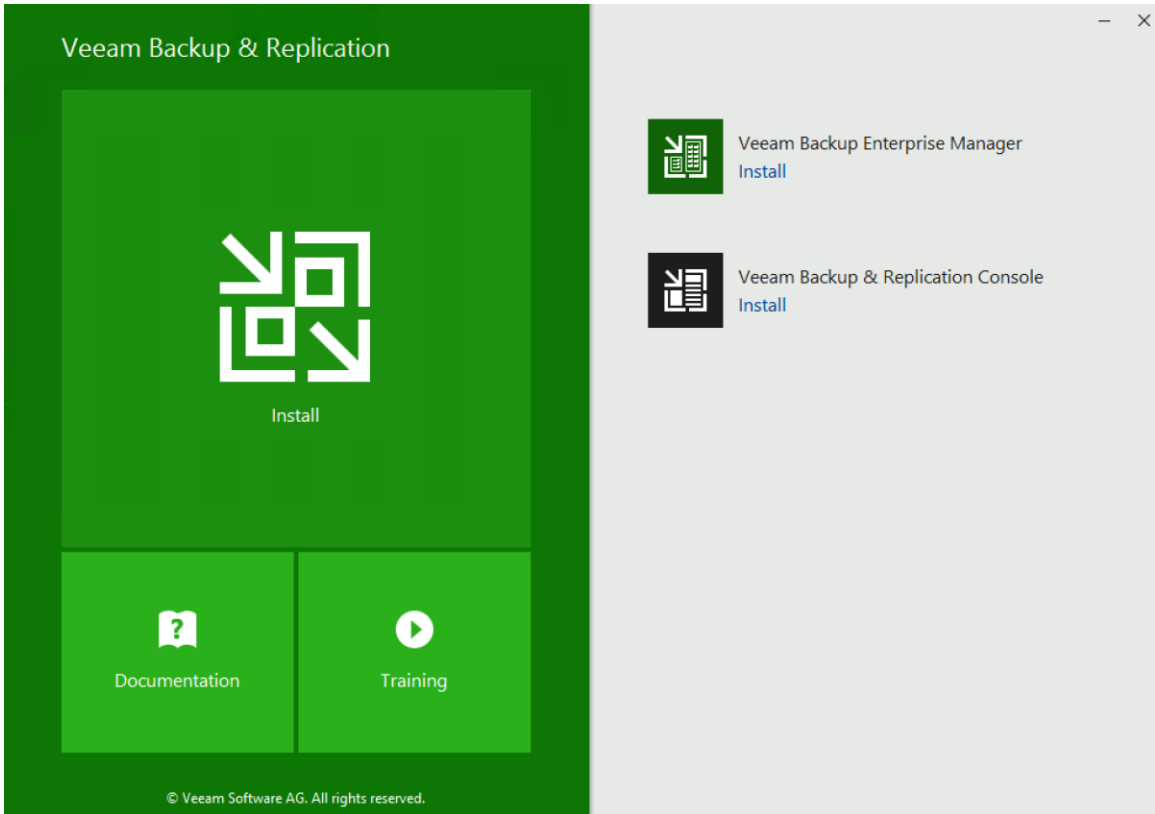 Veeam Backup & Replication
Install
Documentation
Training
© Veeam Software AG. All rights reserved.
Veeam Backup Enterprise Manager
Install
Veeam Backup & Replication Console
Install